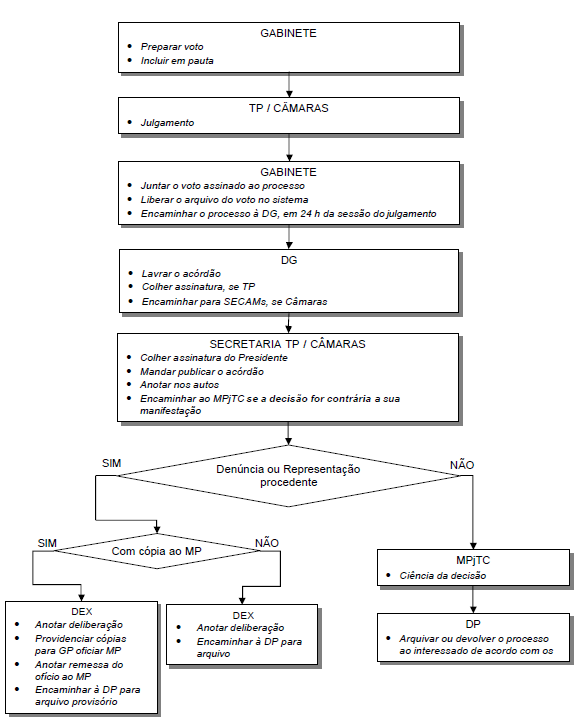 GABINETE
• Preparar voto
• Incluir em pauta
TP / CÂMARAS
• Julgamento
GABINETE
• Juntar o voto assinado ao processo
• Liberar o arquivo do voto no sistema
• Encaminhar o processo à DG, em 24 h da sessão do julgamento
DG
• Lavrar o acórdão
• Colher assinatura, se TP
• Encaminhar para SECAMs, se Câmaras
SECRETARIA TP / CÂMARAS
• Colher assinatura do Presidente
• Mandar publicar o acórdão
• Anotar nos autos
• Encaminhar ao MPjTC se a decisão for contrária a sua
manifestação
Denúncia ou Representação
procedente
SIM
NÃO
Com cópia ao MP
SIM
NÃO
DEX
• Anotar deliberação
• Providenciar cópias
para GP oficiar MP
• Anotar remessa do
ofício ao MP
• Encaminhar à DP para
arquivo provisório
DEX
• Anotar deliberação
• Encaminhar à DP para
arquivo
MPjTC
• Ciência da decisão
DP
• Arquivar ou devolver o processo
ao interessado de acordo com os